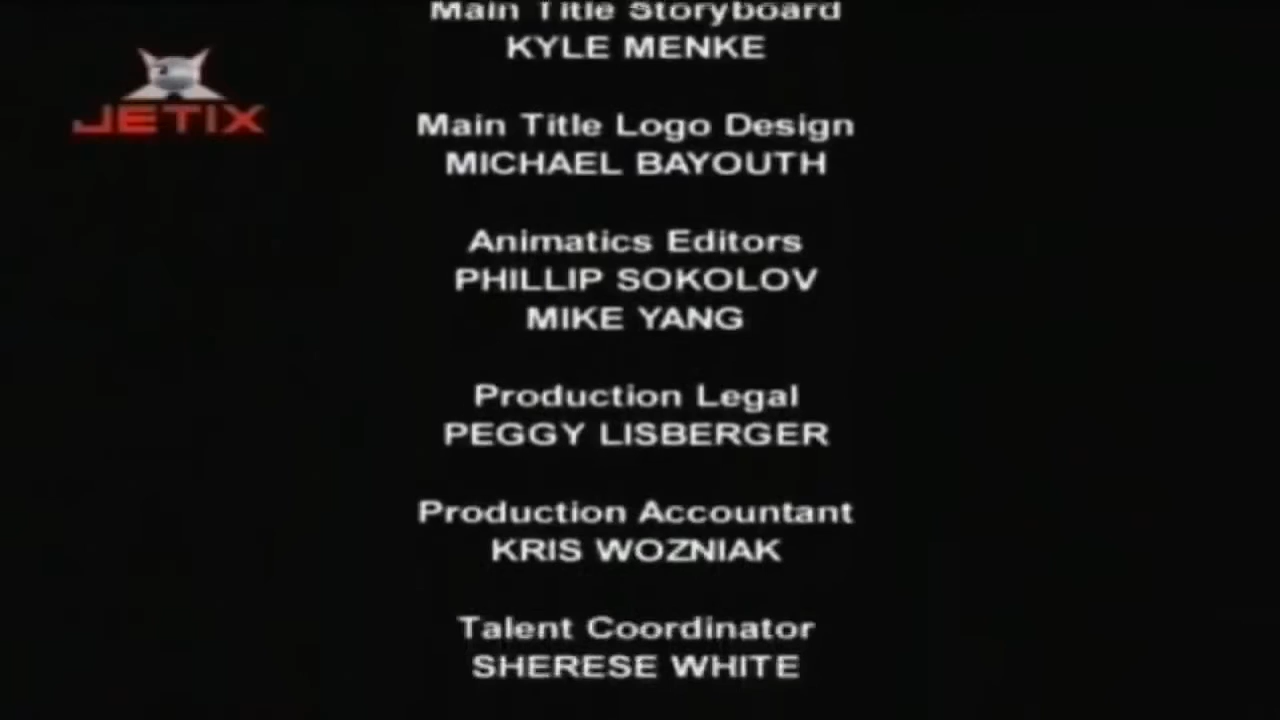 Main Title Storyboard
KYLE MENKE
JETIX
Main Title Logo Design
MICHAEL BAYOUTH
Animatics Editors
PHILLIP SOKOLOV
MIKE YANG
Production Legal
PEGGY LISBERGER
Production Accountant
KRIS WOZNIAK
Talent Coordinator
SHERESE WHITE